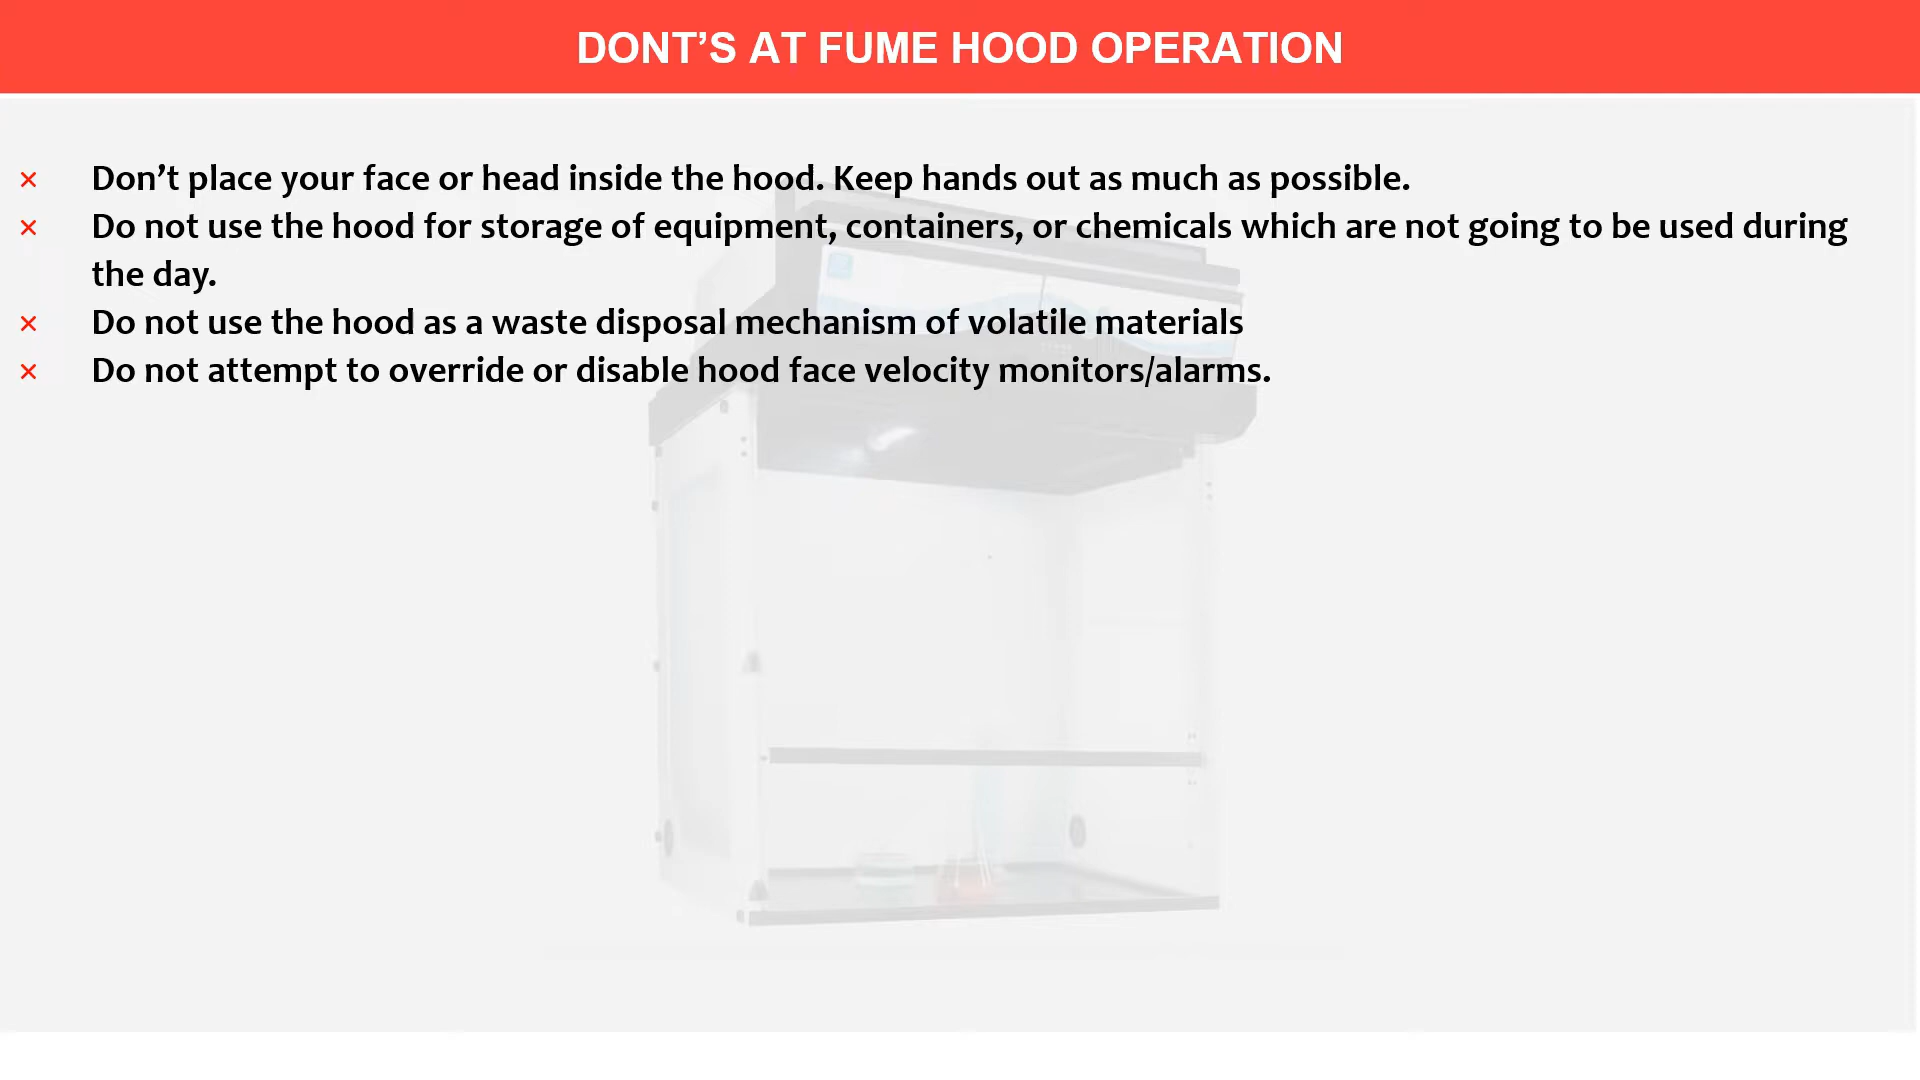 DONT’S AT FUME HOOD OPERATION
× Don’t place your face or head inside the hood. Keep hands out as much as possible.
× Do not use the hood for storage of equipment, containers, or chemicals which are not going to be used during
the day.
× Do not use the hood as a waste disposal mechanism of volatile materials
× Do not attempt to override or disable hood face velocity monitors/alarms.